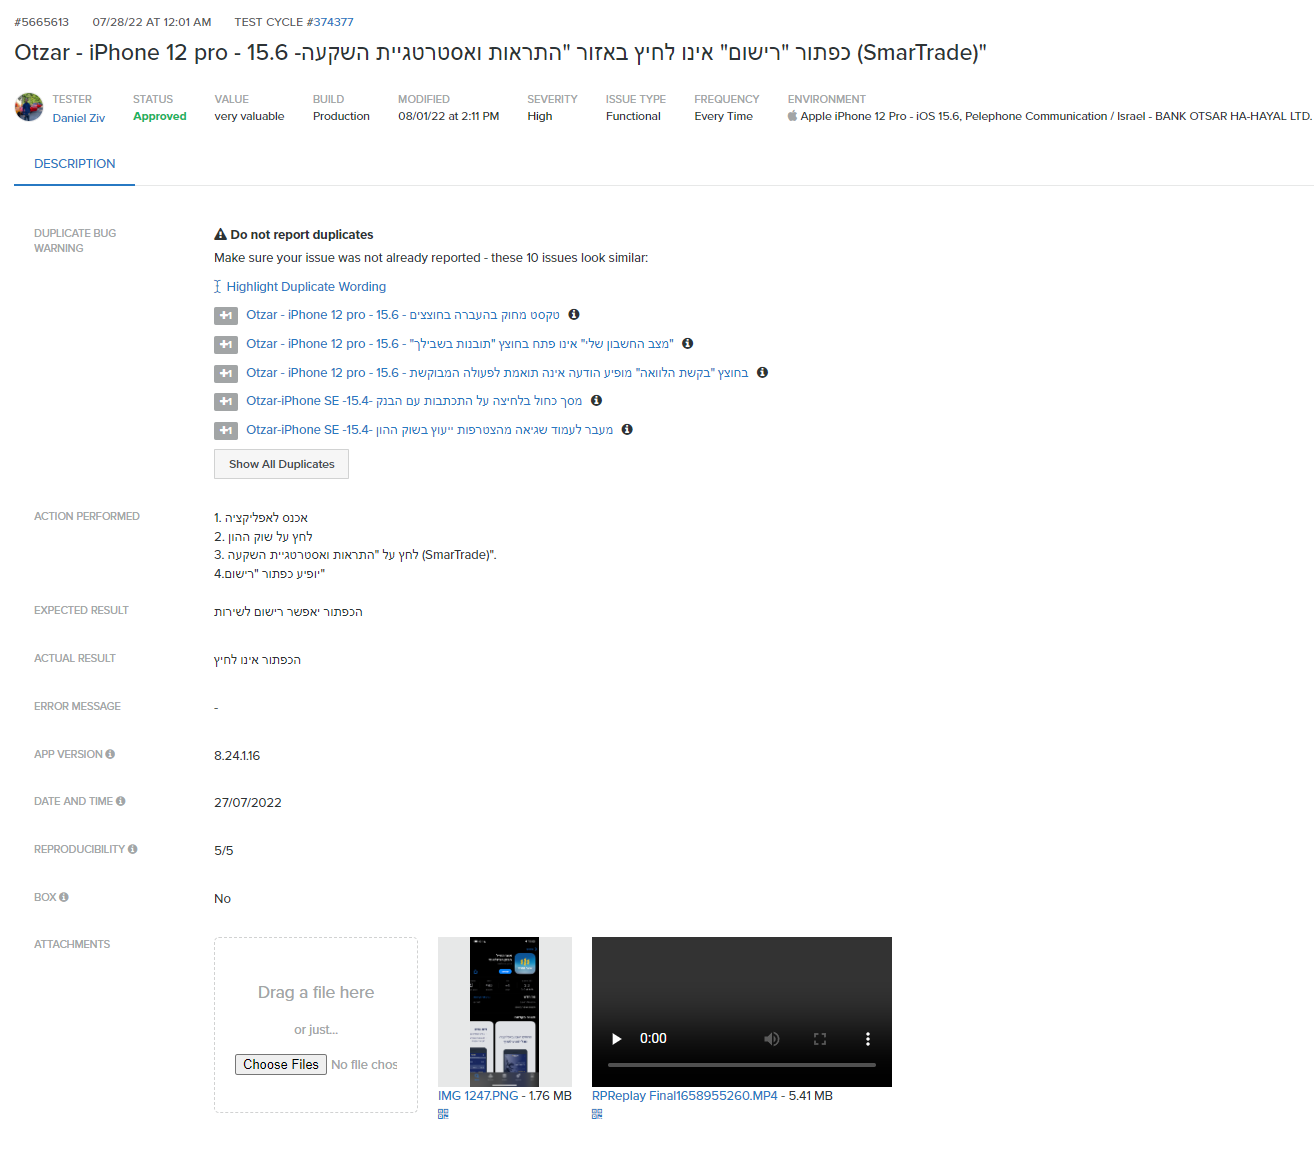 #5665613 07/28/22 AT 12:01 AM TEST CYCLE #374377
Otzar - iPhone 12 pro - 15.6 -כפתור "רישום" אינו לחיץ באזור "התראות ואסטרטגיית השקעה (SmarTrade)"
TESTER STATUS VALUE BUILD MODIFIED SEVERITY ISSUE TYPE FREQUENCY ENVIRONMENT
Daniel Ziv Approved very valuable Production 08/01/22 at 2:11 PM High Functional Every Time Apple iPhone 12 Pro - iOS 15.6, Pelephone Communication / Israel - BANK OTSAR HA-HAYAL LTD.
DESCRIPTION
DUPLICATE BUG WARNING
Do not report duplicates
Make sure your issue was not already reported - these 10 issues look similar:
Highlight Duplicate Wording
+1 Otzar - iPhone 12 pro - 15.6 - טקסט מחוק בהעברה בחוצצים
+1 Otzar - iPhone 12 pro - 15.6 - "מצב החשבון שלי" אינו פתח בחוצץ "תובנות בשבילך"
+1 Otzar - iPhone 12 pro - 15.6 - בחוצץ "בקשת הלוואה" מופיע הודעה אינה תואמת לפעולה המבוקשת
+1 Otzar-iPhone SE -15.4- מסך כחול בלחיצה על התכתבות עם הבנק
+1 Otzar-iPhone SE -15.4- מעבר לעמוד שגיאה מהצטרפות ייעוץ בשוק ההון
Show All Duplicates
ACTION PERFORMED
1. אכנס לאפליקציה
2. לחץ על שוק ההון
3. לחץ על "התראות ואסטרטגיית השקעה (SmarTrade)".
4.יופיע כפתור "רישום"
EXPECTED RESULT
הכפתור יאפשר רישום לשירות
ACTUAL RESULT
הכפתור אינו לחיץ
ERROR MESSAGE
-
APP VERSION
8.24.1.16
DATE AND TIME
27/07/2022
REPRODUCIBILITY
5/5
BOX
No
ATTACHMENTS
Drag a file here
or just...
Choose Files No file chos
0:00
IMG 1247.PNG - 1.76 MB
RPReplay Final1658955260.MP4 - 5.41 MB